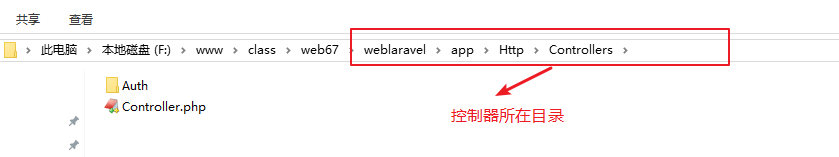 共享 查看
此电脑 › 本地磁盘 (F:) › www › class › web67 › weblaravel › app › Http › Controllers ›
Auth
Controller.php
控制器所在目录